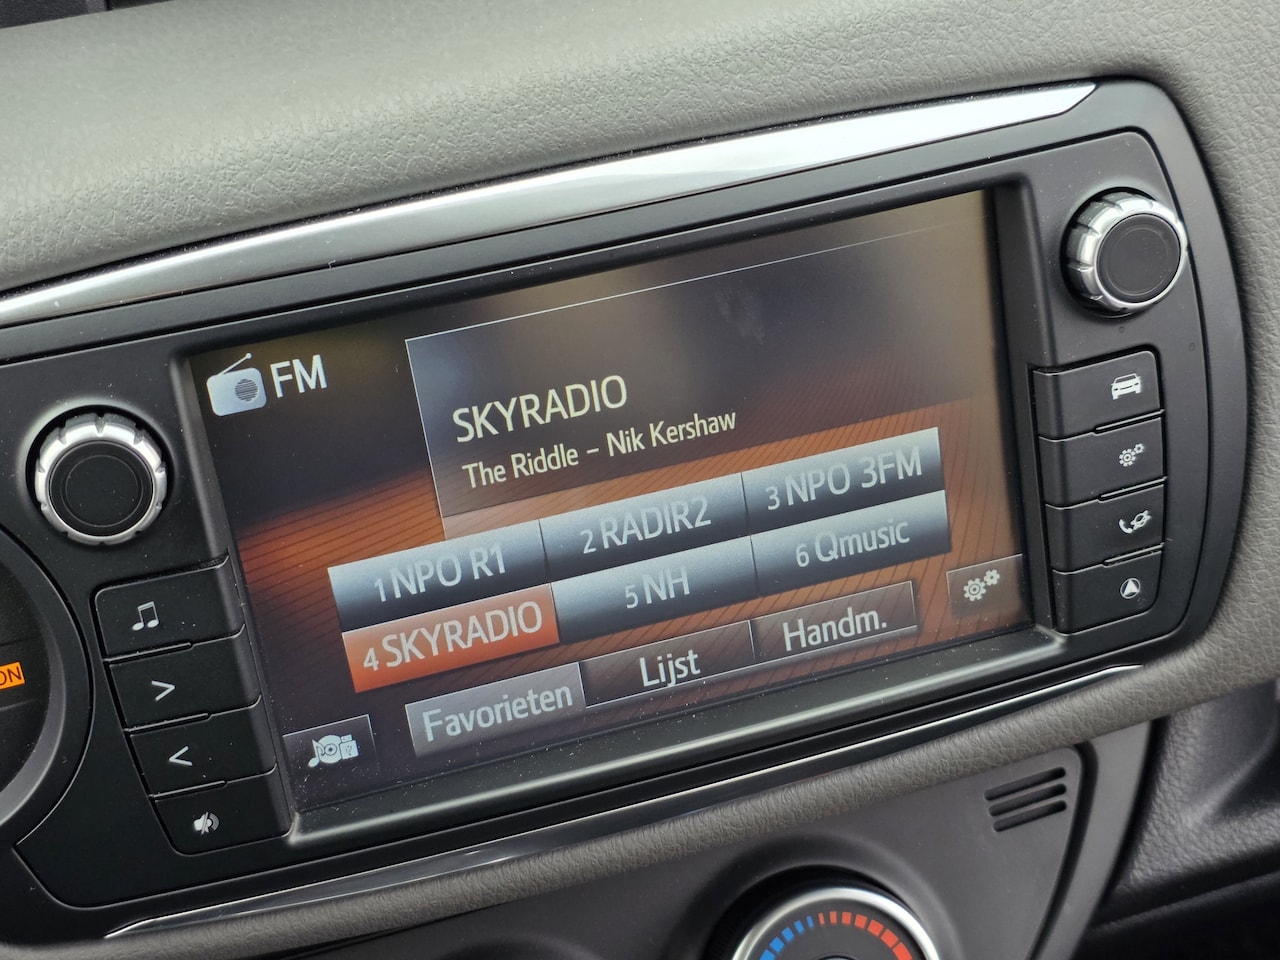 FM
SKYRADIO
The Riddle - Nik Kershaw
1 NPO R1
2 RADIR2
3 NPO 3FM
4 SKYRADIO
5 NH
6 Qmusic
Favorieten
Lijst
Handm.
ON